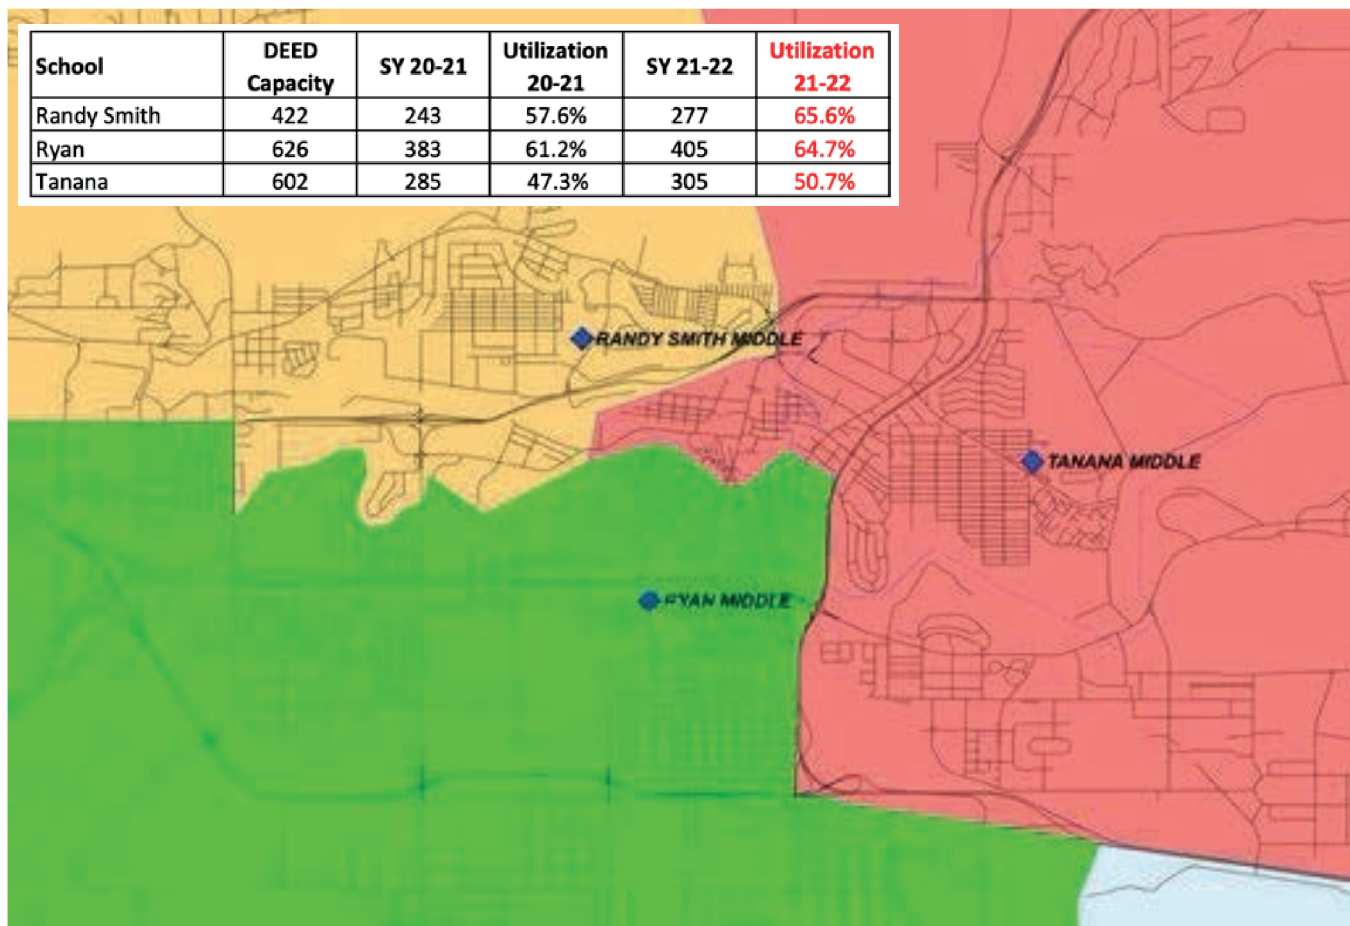 School DEED Capacity SY 20-21 Utilization 20-21 SY 21-22 Utilization 21-22
Randy Smith 422 243 57.6% 277 65.6%
Ryan 626 383 61.2% 405 64.7%
Tanana 602 285 47.3% 305 50.7%
RANDY SMITH MIDDLE
TANANA MIDDLE
RYAN MIDDLE